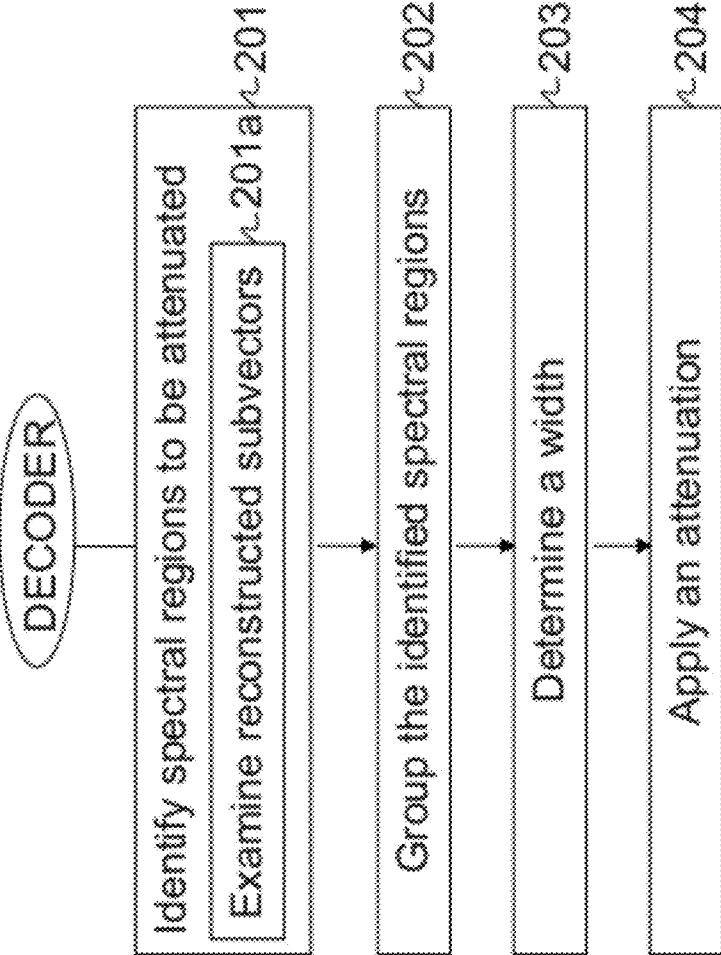 DECODER
Identify spectral regions to be attenuated
201
Examine reconstructed subvectors
201a
Group the identified spectral regions
202
Determine a width
203
Apply an attenuation
204